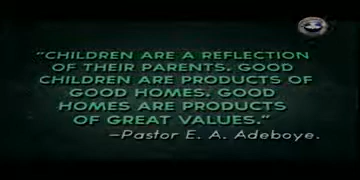 "CHILDREN ARE A REFLECTION
OF THEIR PARENTS. GOOD
CHILDREN ARE PRODUCTS OF
GOOD HOMES. GOOD
HOMES ARE PRODUCTS
OF GREAT VALUES."
—Pastor E. A. Adeboye.